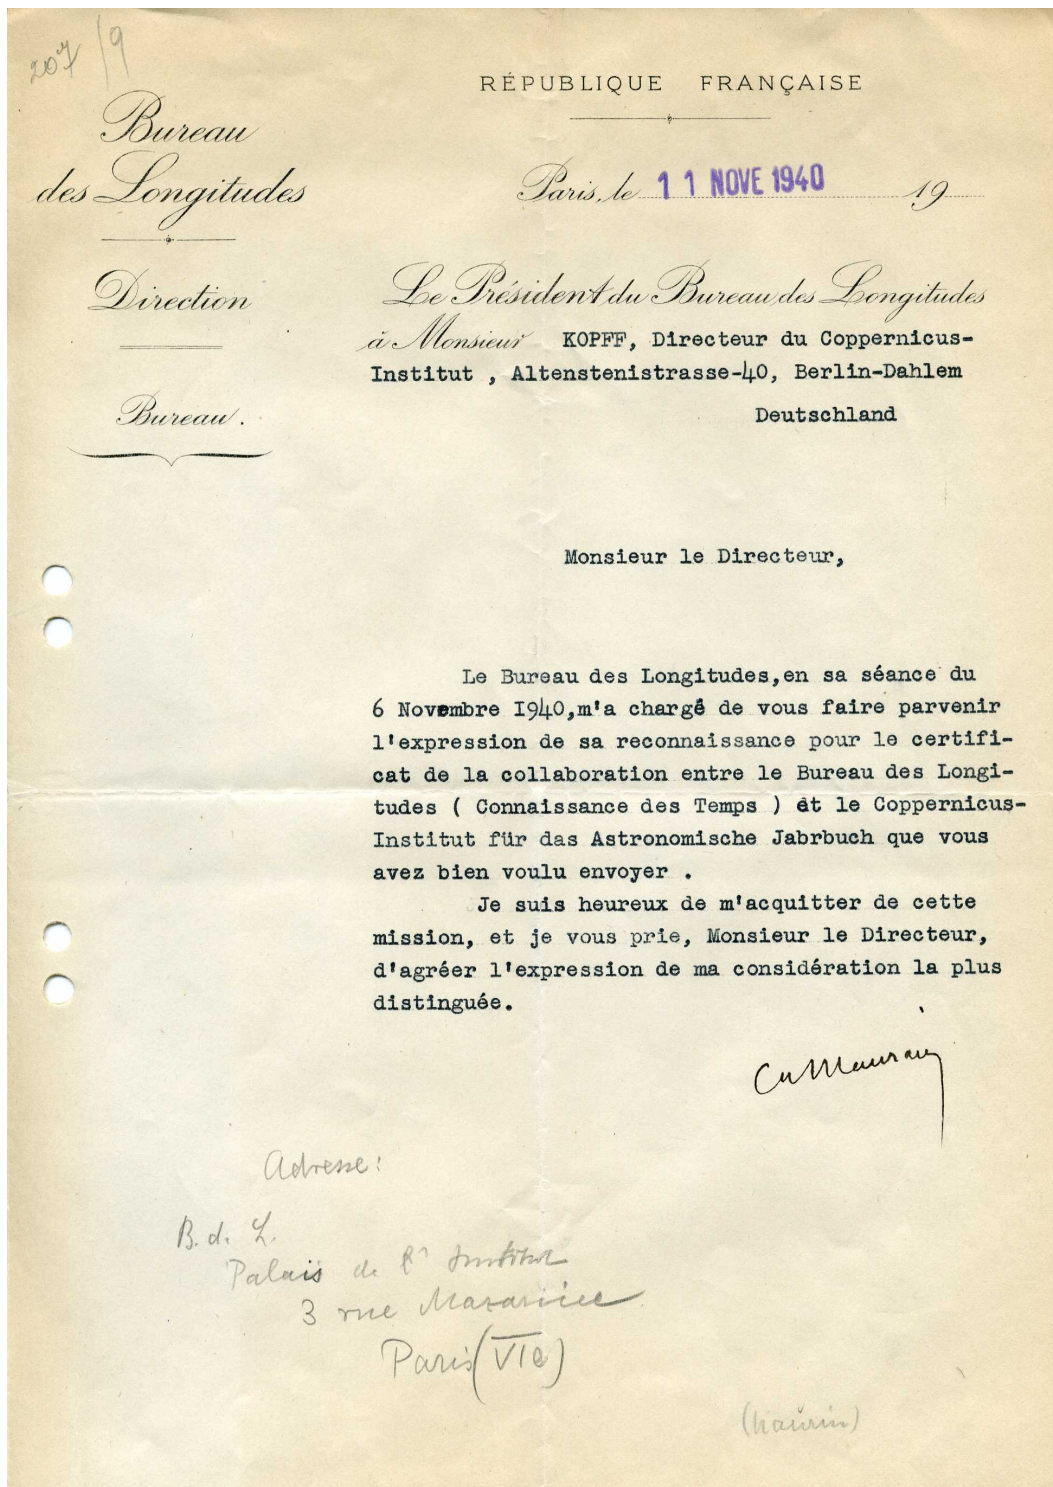 207/9
RÉPUBLIQUE FRANÇAISE
Bureau
des Longitudes
Paris, le 11 NOVE 1940 19
Direction
Le Président du Bureau des Longitudes
à Monsieur KOPFF, Directeur du Coppernicus-
Institut , Altenstenistrasse-40, Berlin-Dahlem
Deutschland
Bureau.
Monsieur le Directeur,
Le Bureau des Longitudes,en sa séance du
6 Novembre 1940,m'a chargé de vous faire parvenir
l'expression de sa reconnaissance pour le certifi-
cat de la collaboration entre le Bureau des Longi-
tudes ( Connaissance des Temps ) et le Coppernicus-
Institut für das Astronomische Jabrbuch que vous
avez bien voulu envoyer .
Je suis heureux de m'acquitter de cette
mission, et je vous prie, Monsieur le Directeur,
d'agréer l'expression de ma considération la plus
distinguée.
Ch Maurain
Adresse:
B. d. L.
Palais de l'Institut
3 rue Mazarine
Paris (VIe)